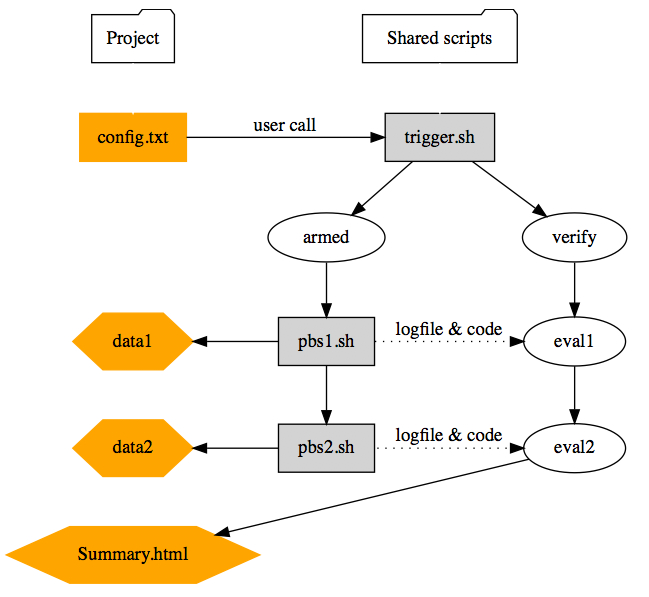 Project
Shared scripts
config.txt
user call
trigger.sh
armed
verify
data1
pbs1.sh
logfile & code
eval1
data2
pbs2.sh
logfile & code
eval2
Summary.html